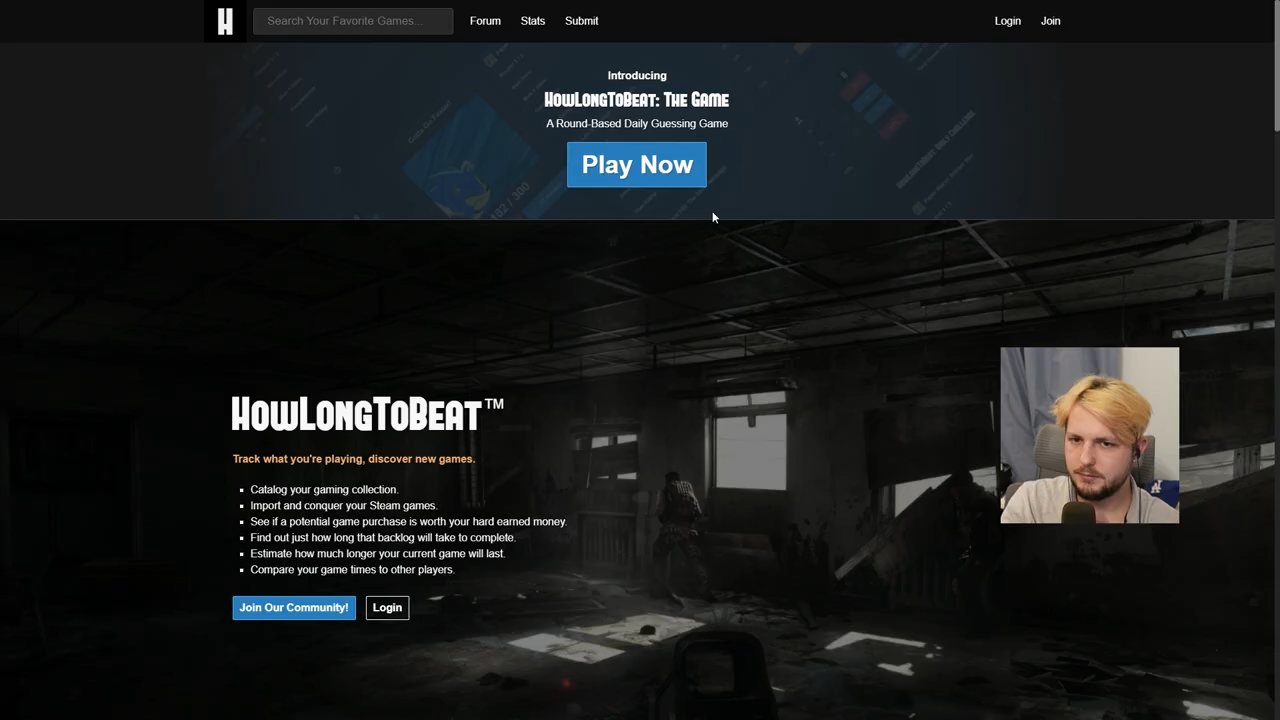 H
Search Your Favorite Games...
Forum
Stats
Submit
Login
Join
Introducing
HowLongToBeat: The Game
A Round-Based Daily Guessing Game
Play Now
182 / 300
HowLongToBeat™
Track what you're playing, discover new games.
Catalog your gaming collection.
Import and conquer your Steam games.
See if a potential game purchase is worth your hard earned money.
Find out just how long that backlog will take to complete.
Estimate how much longer your current game will last.
Compare your game times to other players.
Join Our Community!
Login